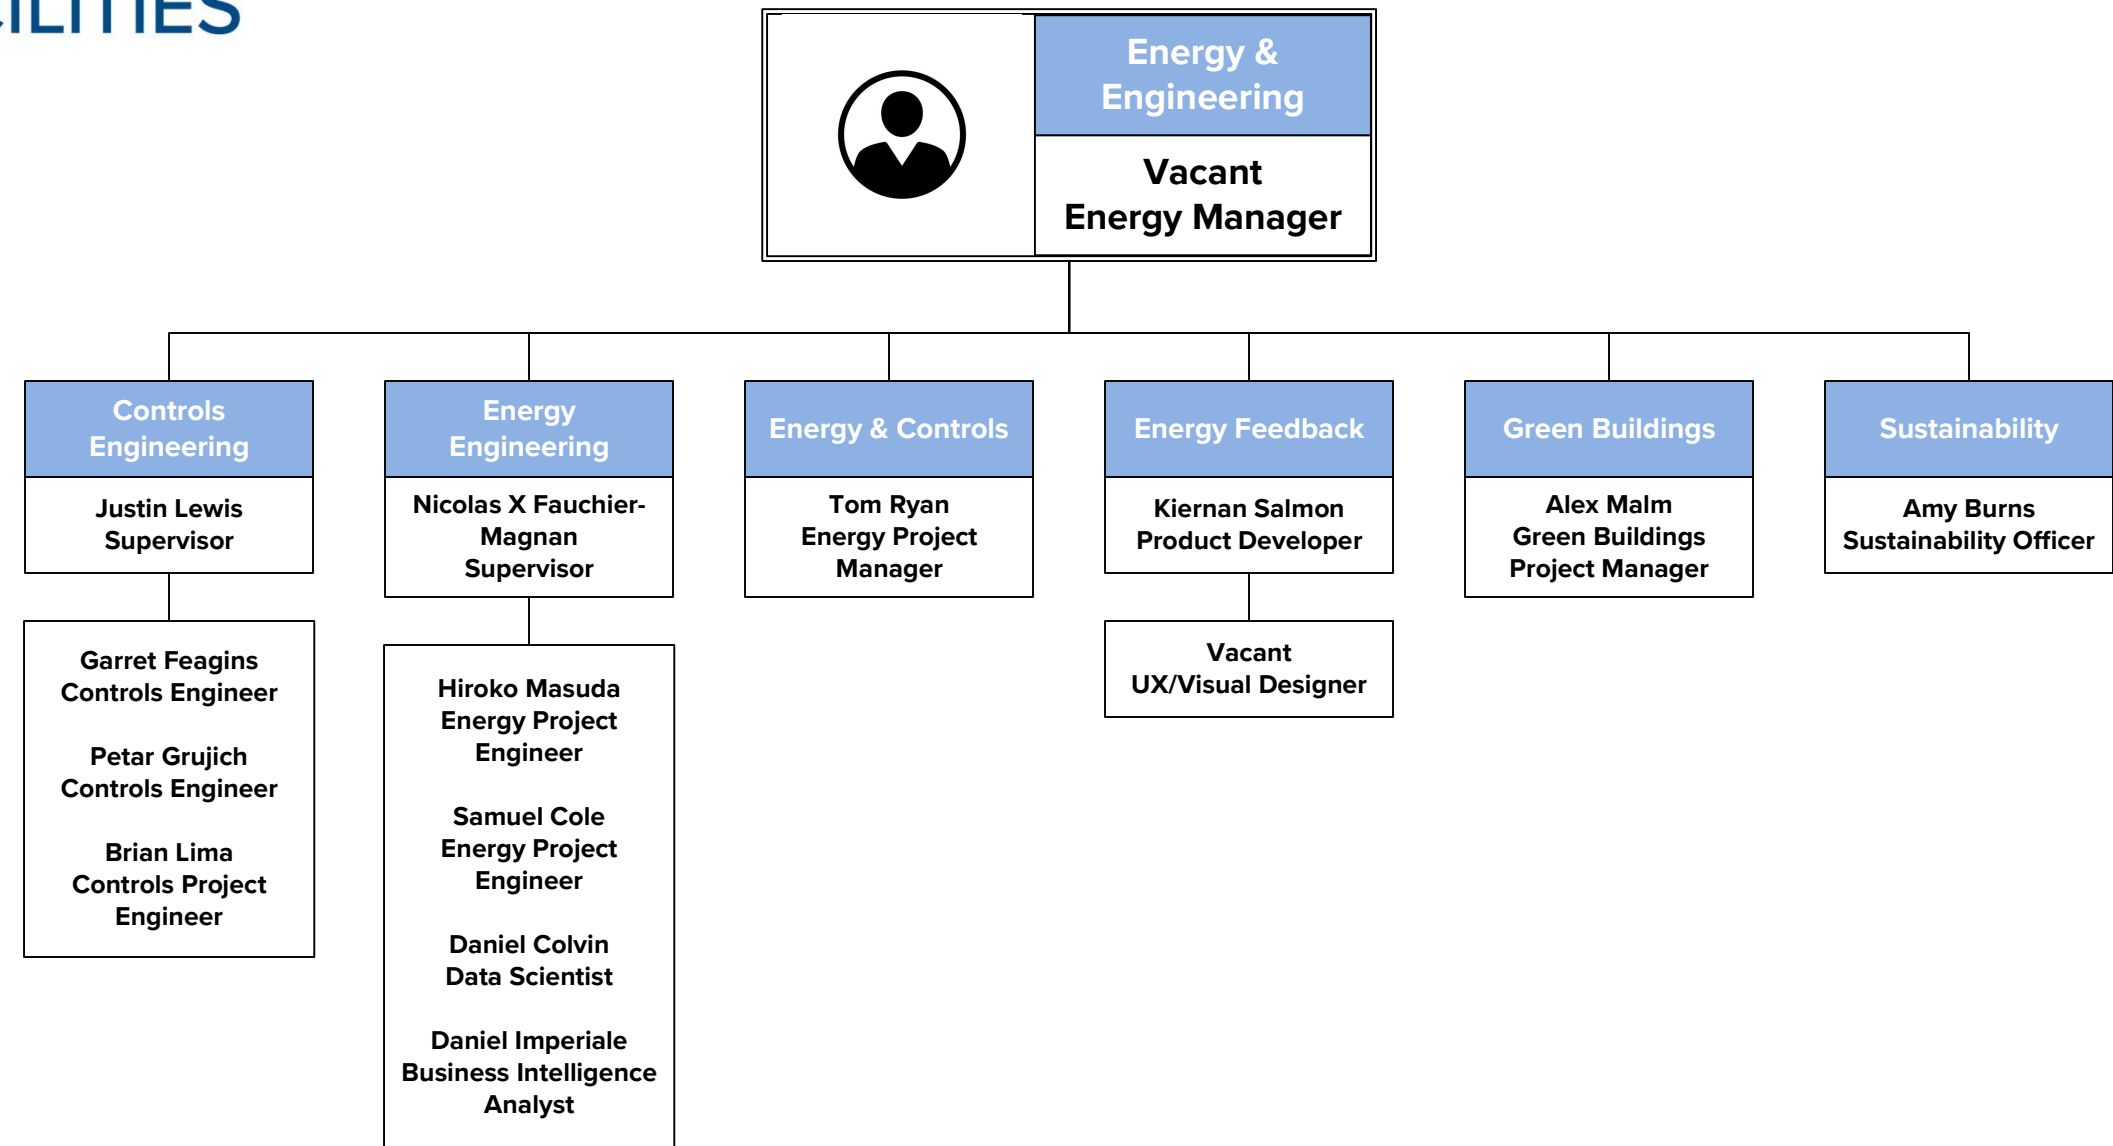 CILITIES
Energy &
Engineering
Vacant
Energy Manager
Controls
Engineering
Justin Lewis
Supervisor
Garret Feagins
Controls Engineer
Petar Grujich
Controls Engineer
Brian Lima
Controls Project
Engineer
Energy
Engineering
Nicolas X Fauchier-
Magnan
Supervisor
Hiroko Masuda
Energy Project
Engineer
Samuel Cole
Energy Project
Engineer
Daniel Colvin
Data Scientist
Daniel Imperiale
Business Intelligence
Analyst
Energy & Controls
Tom Ryan
Energy Project
Manager
Energy Feedback
Kiernan Salmon
Product Developer
Vacant
UX/Visual Designer
Green Buildings
Alex Malm
Green Buildings
Project Manager
Sustainability
Amy Burns
Sustainability Officer